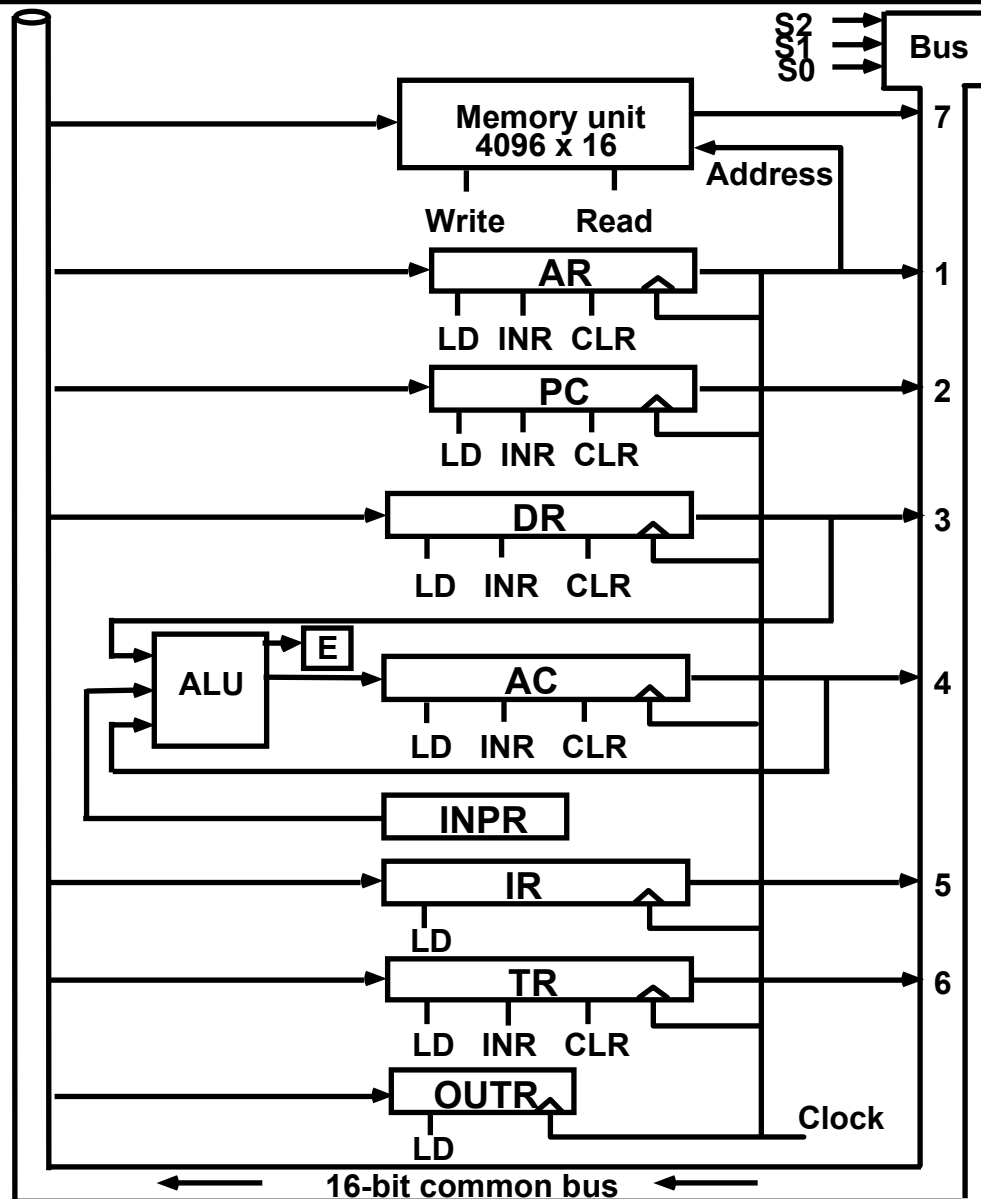 S2
S1
S0
Bus
Memory unit
4096 x 16
7
Address
Write Read
AR
1
LD INR CLR
PC
2
LD INR CLR
DR
3
LD INR CLR
E
ALU
AC
4
LD INR CLR
INPR
IR
5
LD
TR
6
LD INR CLR
OUTR
LD
Clock
16-bit common bus